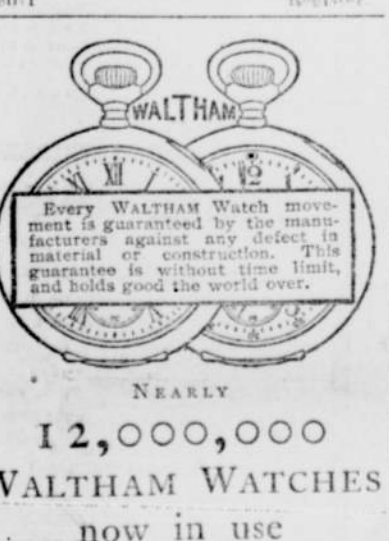 WALTHAM
XII
12
Every WALTHAM Watch move-
ment is guaranteed by the manu-
facturers against any defect in
material or construction. This
guarantee is without time limit,
and holds good the world over.
NEARLY
12,000,000
WALTHAM WATCHES
now in use